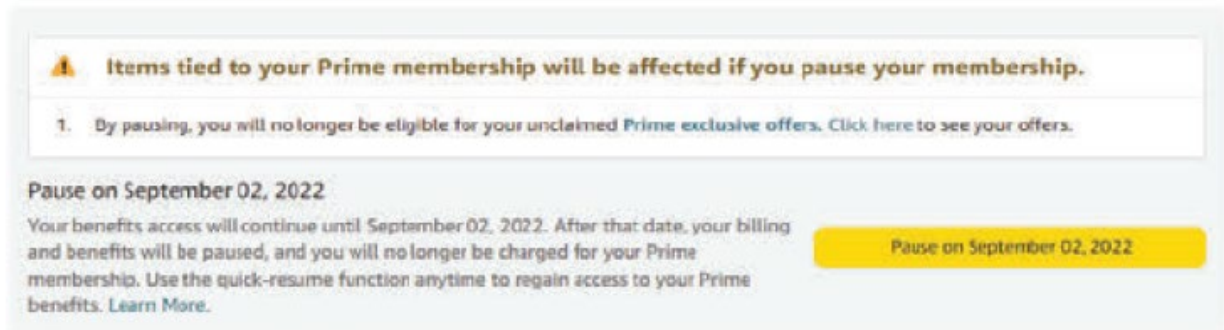 Items tied to your Prime membership will be affected if you pause your membership.
1. By pausing, you will no longer be eligible for your unclaimed Prime exclusive offers. Click here to see your offers.
Pause on September 02, 2022
Your benefits access will continue until September 02, 2022. After that date, your billing
and benefits will be paused, and you will no longer be charged for your Prime
membership. Use the quick-resume function anytime to regain access to your Prime
benefits. Learn More.
Pause on September 02, 2022